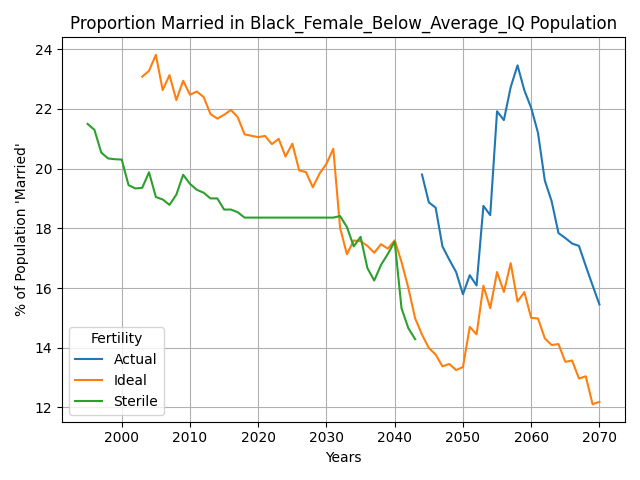 Proportion Married in Black_Female_Below_Average_IQ Population
% of Population 'Married'
24
22
20
18
16
14
12
Fertility
Actual
Ideal
Sterile
2000 2010 2020 2030 2040 2050 2060 2070
Years